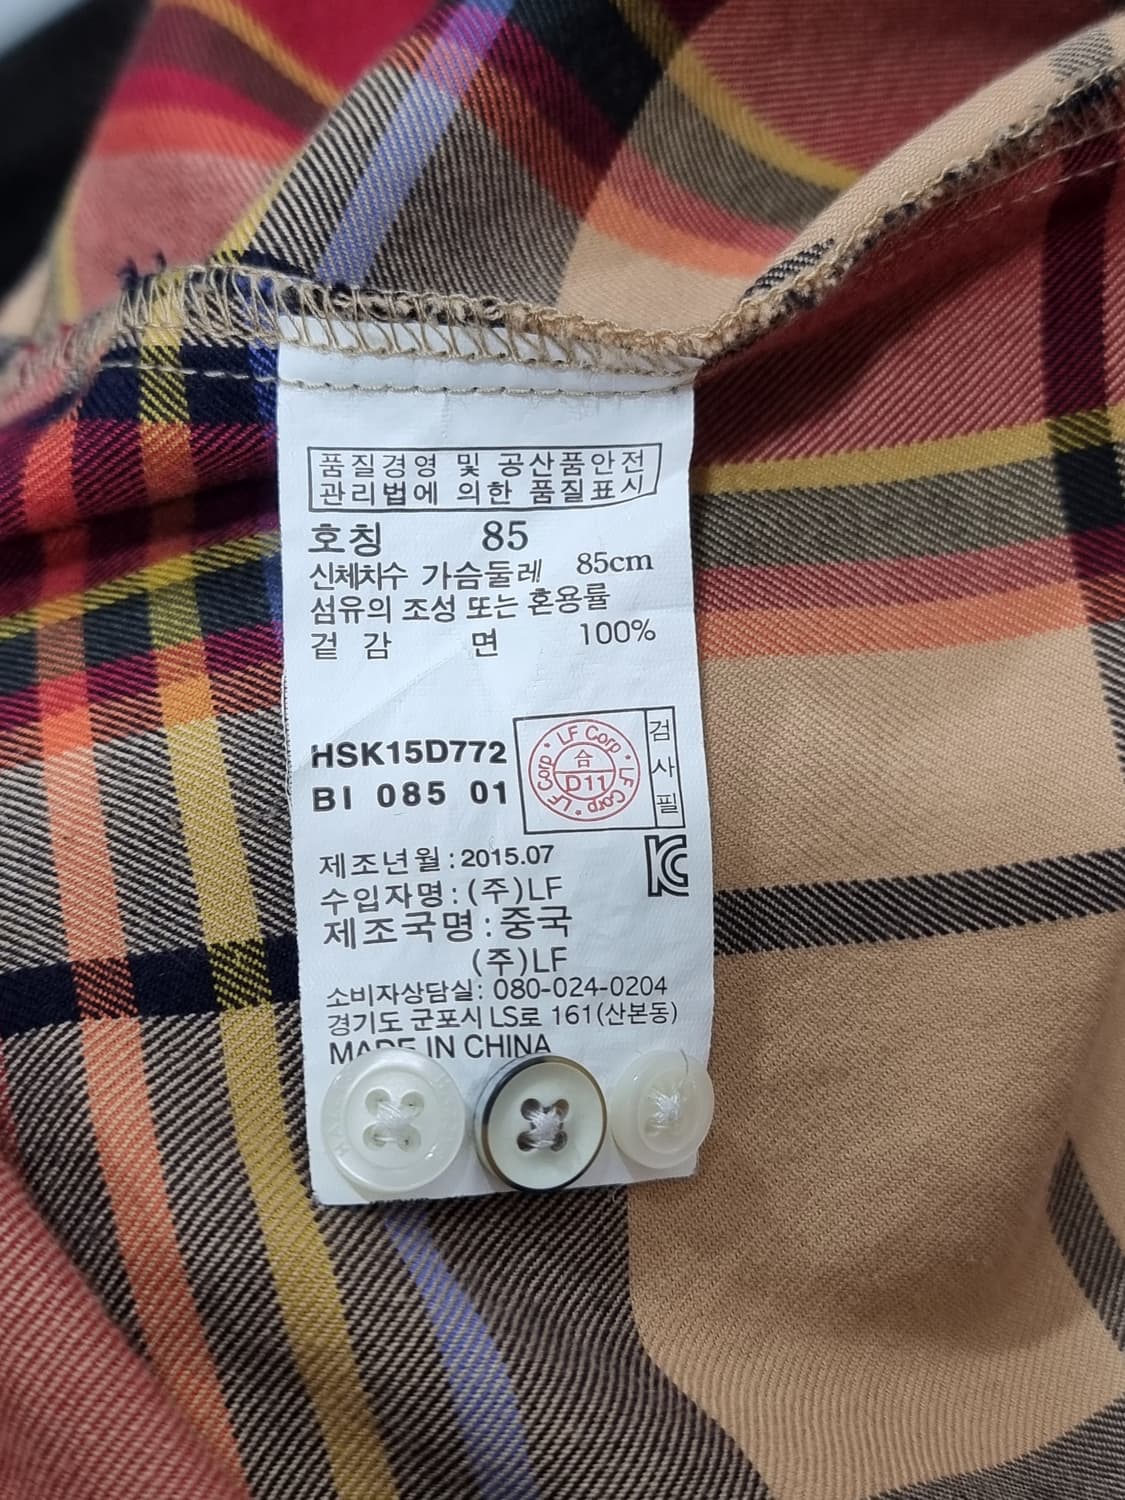 품질경영 및 공산품안전
관리법에 의한 품질표시
호칭 85
신체치수 가슴둘레 85cm
섬유의 조성 또는 혼용률
겉감 면 100%
HSK15D772
BI 085 01
LF Corp · LF Corp · LF Corp ·
合
D11
검사필
제조년월:2015.07
수입자명:(주)LF
제조국명:중국
(주)LF
소비자상담실: 080-024-0204
경기도 군포시 LS로 161(산본동)
MADE IN CHINA